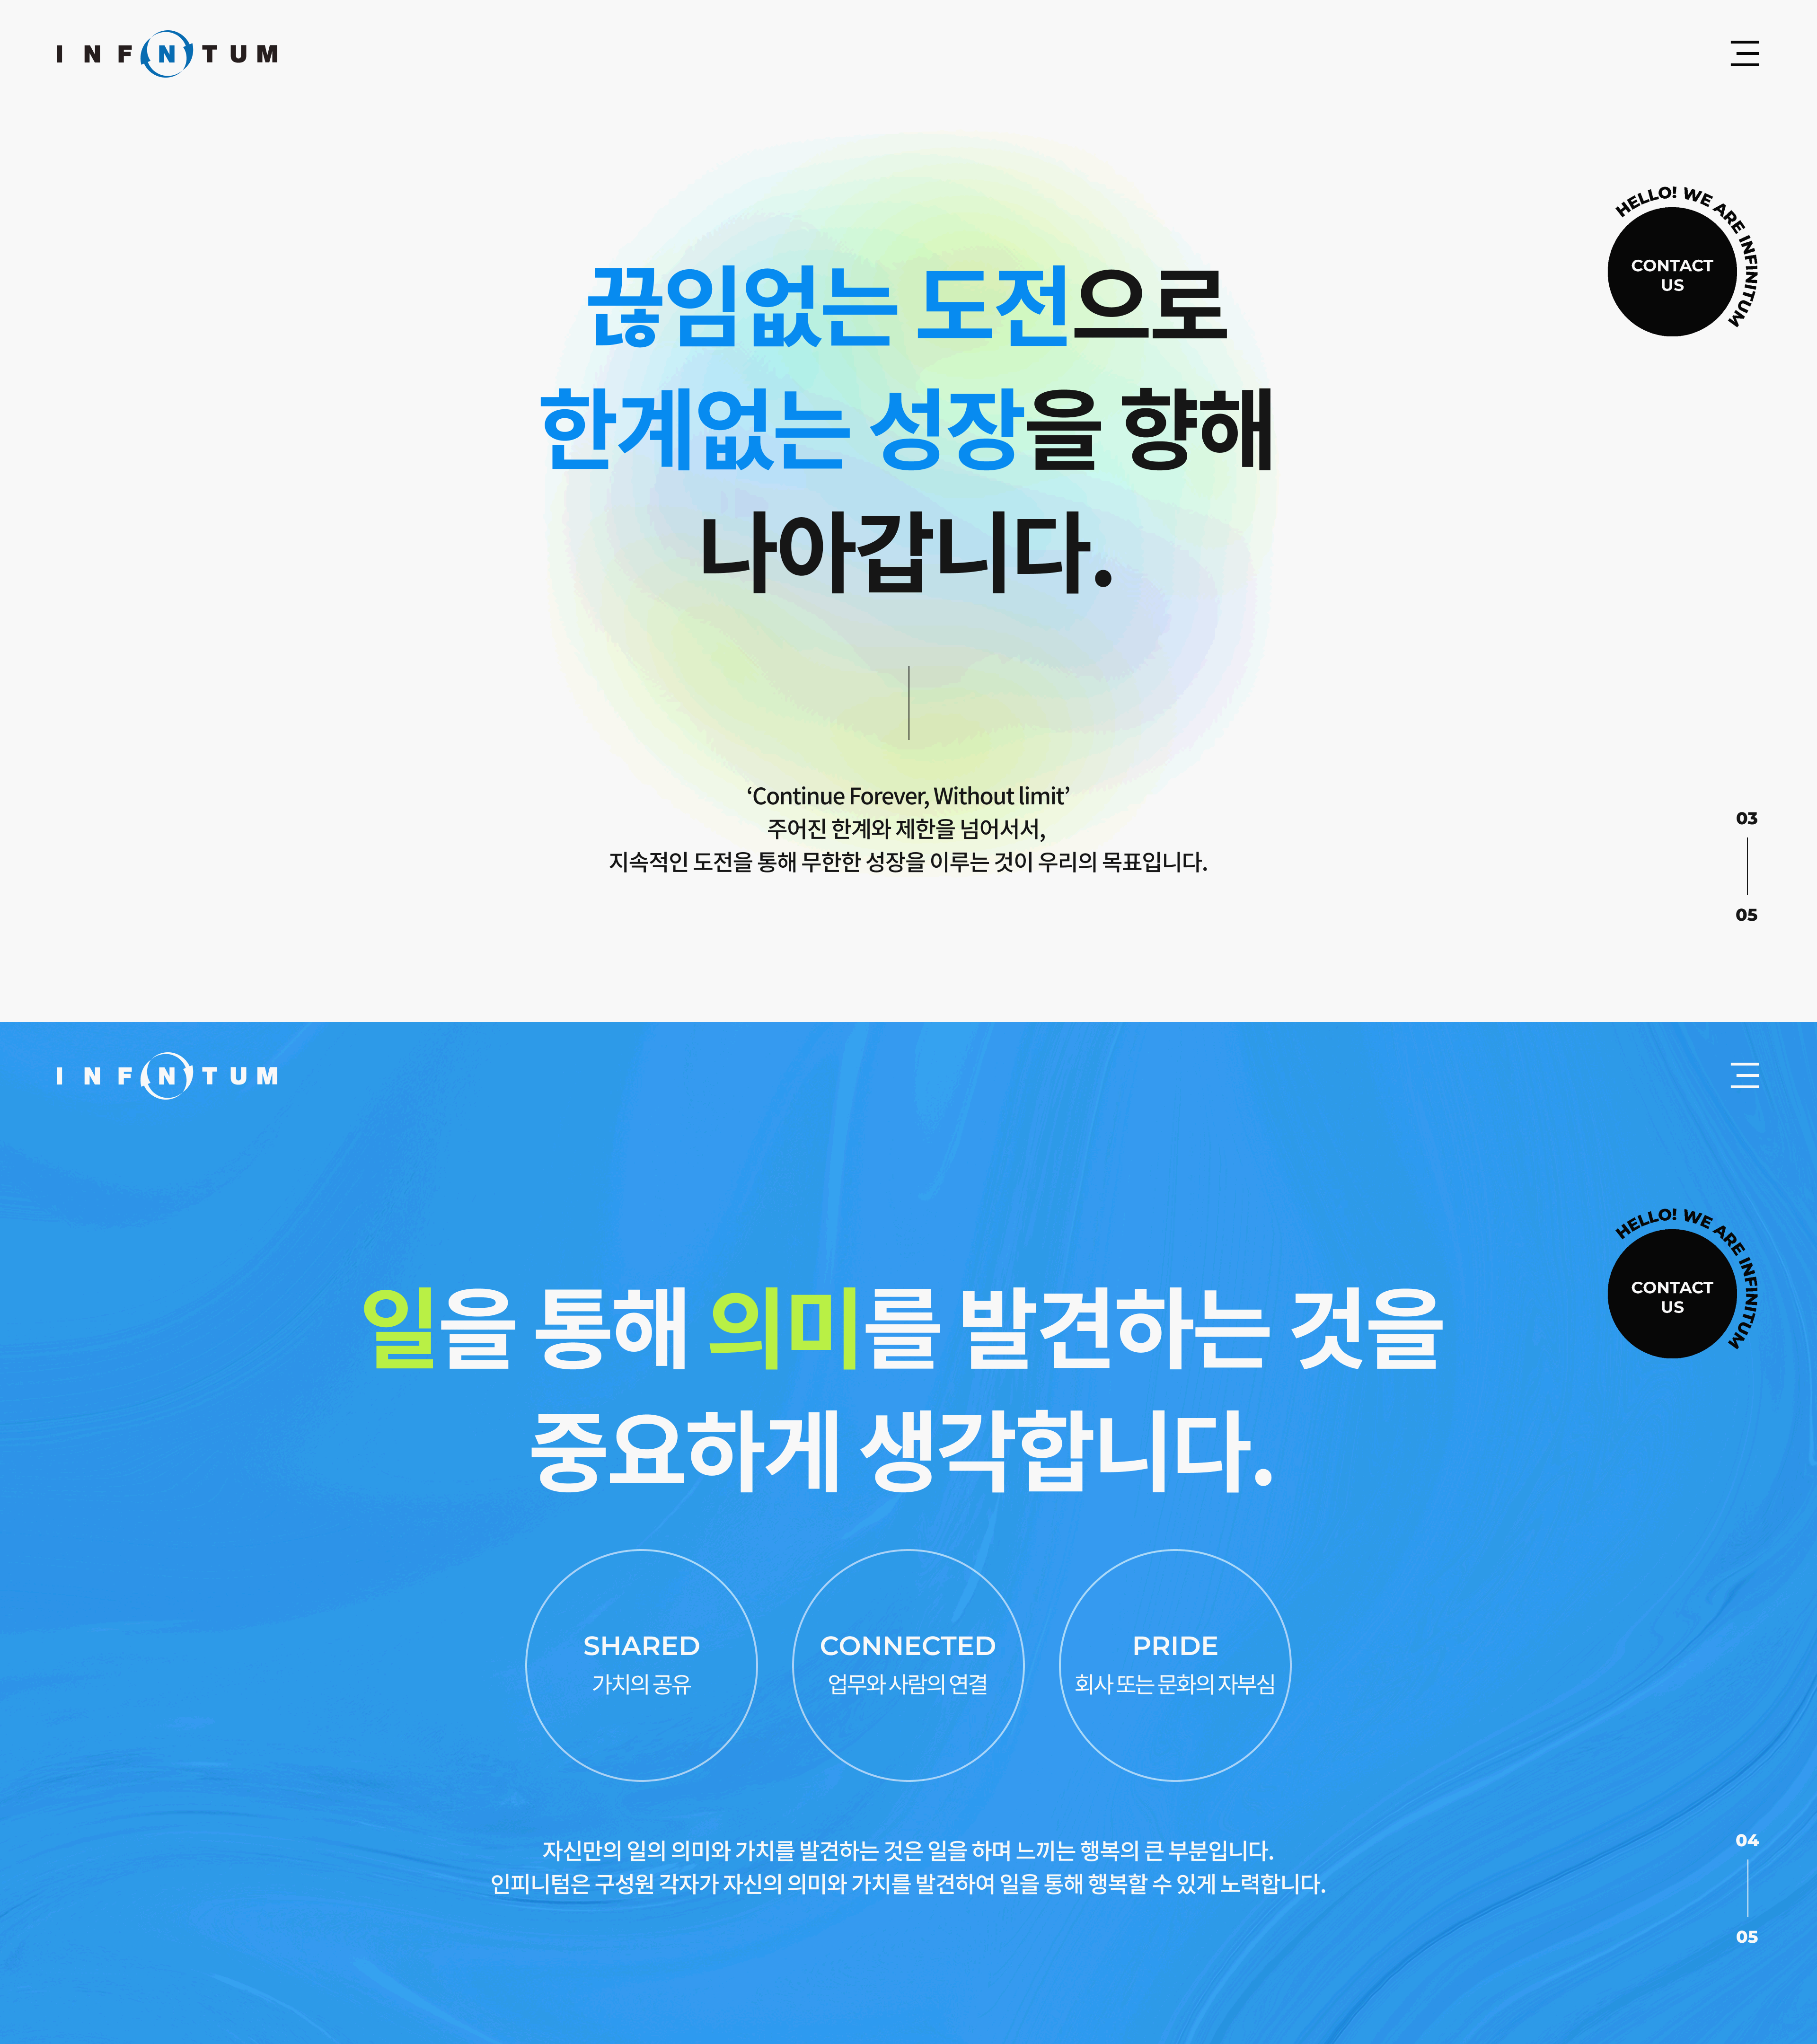 INFINITUM
HELLO! WE ARE INFINITUM
CONTACT
US
끊임없는 도전으로
한계없는 성장을 향해
나아갑니다.
‘Continue Forever, Without limit’
주어진 한계와 제한을 넘어서서,
지속적인 도전을 통해 무한한 성장을 이루는 것이 우리의 목표입니다.
03
05
INFINITUM
HELLO! WE ARE INFINITUM
CONTACT
US
일을 통해 의미를 발견하는 것을
중요하게 생각합니다.
SHARED
가치의 공유
CONNECTED
업무와 사람의 연결
PRIDE
회사 또는 문화의 자부심
자신만의 일의 의미와 가치를 발견하는 것은 일을 하며 느끼는 행복의 큰 부분입니다.
인피니텀은 구성원 각자가 자신의 의미와 가치를 발견하여 일을 통해 행복할 수 있게 노력합니다.
04
05